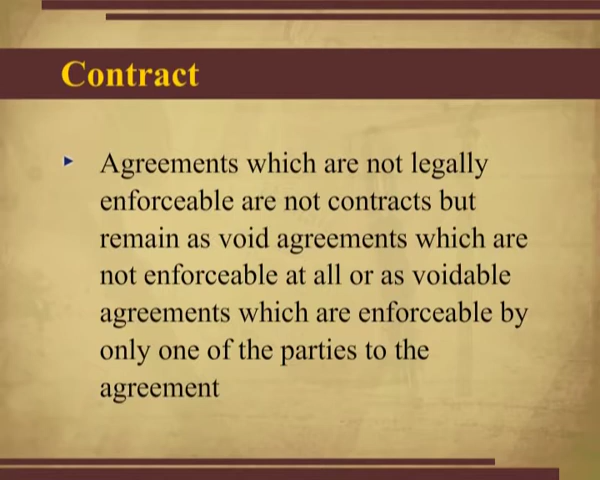 Contract
Agreements which are not legally
enforceable are not contracts but
remain as void agreements which are
not enforceable at all or as voidable
agreements which are enforceable by
only one of the parties to the
agreement